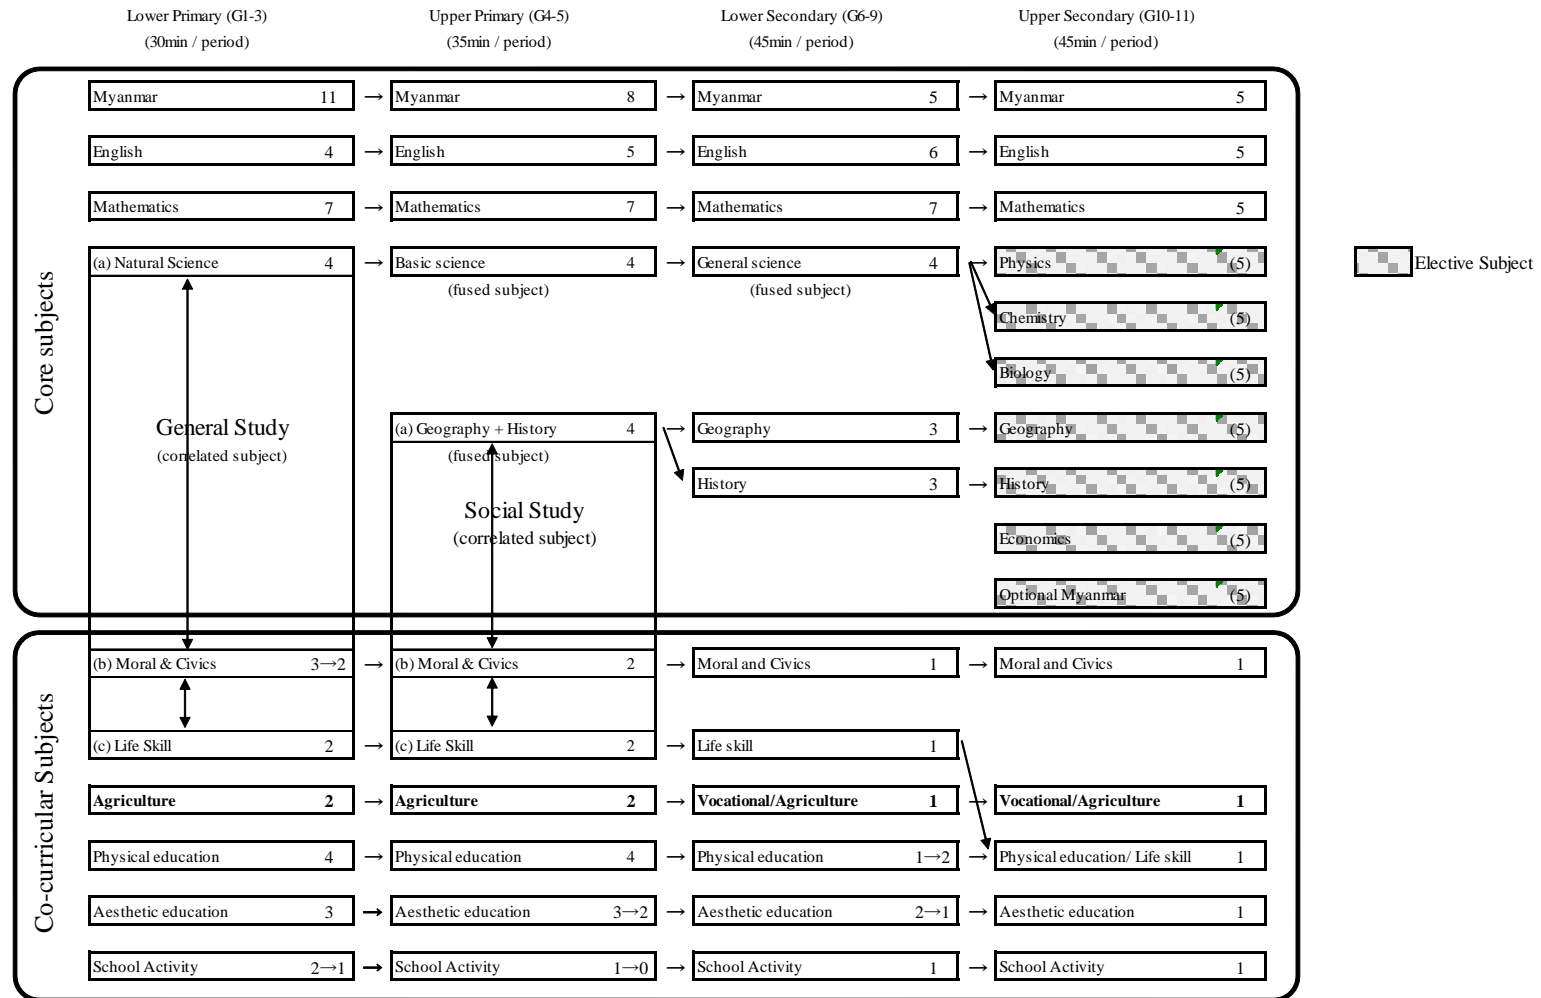 Lower Primary (G1-3) Upper Primary (G4-5) Lower Secondary (G6-9) Upper Secondary (G10-11)
(30min / period) (35min / period) (45min / period) (45min / period)
Core subjects
Myanmar 11 → Myanmar 8 → Myanmar 5 → Myanmar 5
English 4 → English 5 → English 6 → English 5
Mathematics 7 → Mathematics 7 → Mathematics 7 → Mathematics 5
(a) Natural Science 4 → Basic science 4 → General science 4 → Physics (5) Elective Subject
(fused subject) (fused subject)
Chemistry (5)
Biology (5)
General Study (a) Geography + History 4 → Geography 3 → Geography (5)
(correlated subject) (fused subject)
History 3 → History (5)
Social Study
(correlated subject) Economics (5)
Optional Myanmar (5)
Co-curricular Subjects
(b) Moral & Civics 3→2 → (b) Moral & Civics 2 → Moral and Civics 1 → Moral and Civics 1
(c) Life Skill 2 → (c) Life Skill 2 → Life skill 1
Agriculture 2 → Agriculture 2 → Vocational/Agriculture 1 → Vocational/Agriculture 1
Physical education 4 → Physical education 4 → Physical education 1→2 → Physical education/ Life skill 1
Aesthetic education 3 → Aesthetic education 3→2 → Aesthetic education 2→1 → Aesthetic education 1
School Activity 2→1 → School Activity 1→0 → School Activity 1 → School Activity 1